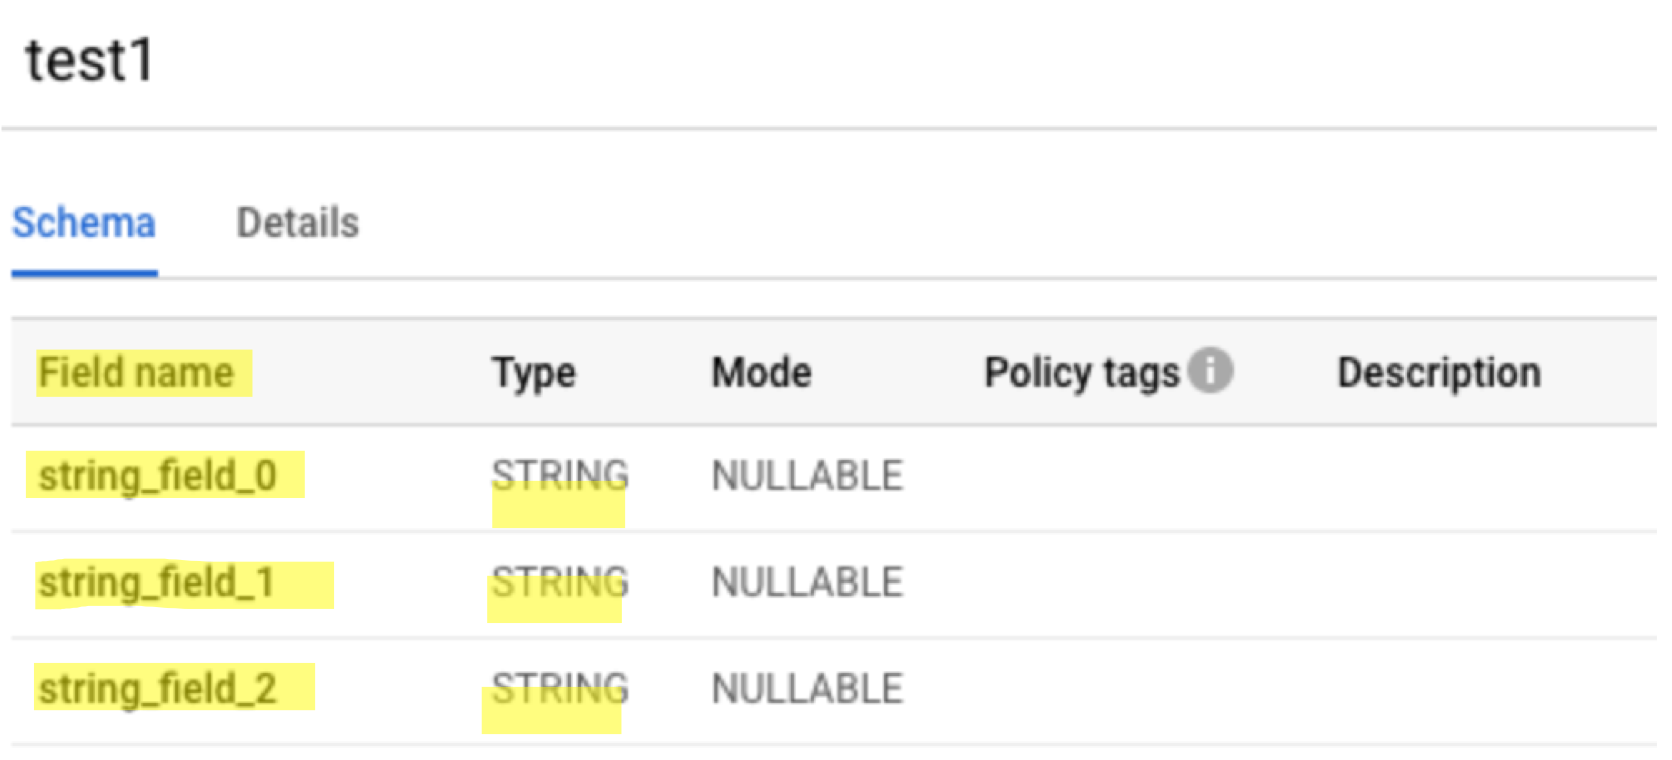 test1
Schema Details
Field name Type Mode Policy tags Description
string_field_0 STRING NULLABLE
string_field_1 STRING NULLABLE
string_field_2 STRING NULLABLE